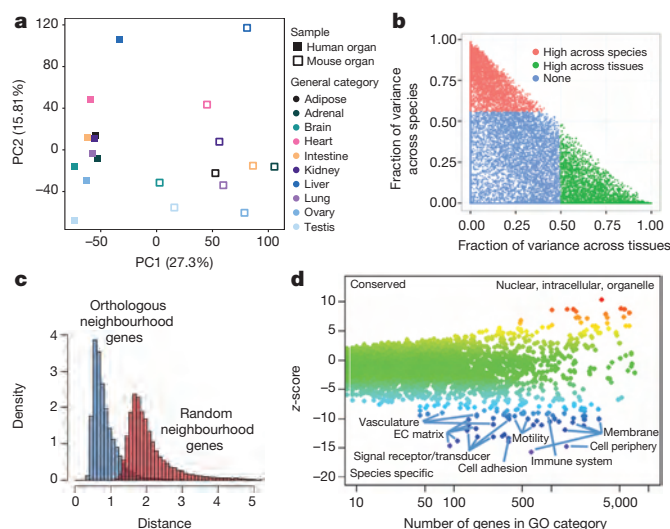 a
PC2 (15.81%)
120
80
40
0
−40
−50
0
50
100
PC1 (27.3%)
Sample
Human organ
Mouse organ
General category
Adipose
Adrenal
Brain
Heart
Intestine
Kidney
Liver
Lung
Ovary
Testis
b
Fraction of variance
across species
1.00
0.75
0.50
0.25
0.00
High across species
High across tissues
None
0.00
0.25
0.50
0.75
1.00
Fraction of variance across tissues
c
Orthologous
neighbourhood
genes
Random
neighbourhood
genes
Density
4
3
2
1
0
0
1
2
3
4
5
Distance
d
Conserved
Nuclear, intracellular, organelle
z-score
10
5
0
−5
−10
−15
−20
Vasculature
EC matrix
Signal receptor/transducer
Species specific
Motility
Cell adhesion
Immune system
Membrane
Cell periphery
10
50
100
500
5,000
Number of genes in GO category